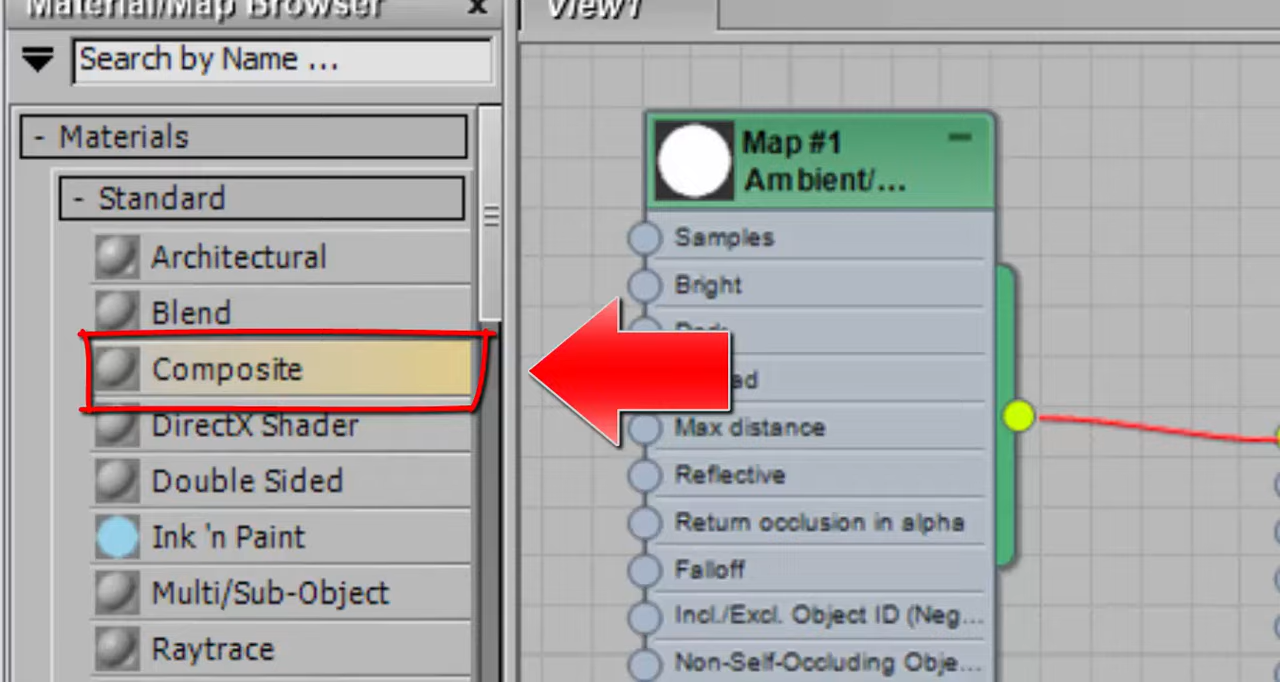 Material/Map Browser x
Search by Name ...
- Materials
- Standard
Architectural
Blend
Composite
DirectX Shader
Double Sided
Ink 'n Paint
Multi/Sub-Object
Raytrace
View1
Map #1
Ambient/...
Samples
Bright
Max distance
Reflective
Return occlusion in alpha
Falloff
Incl./Excl. Object ID (Neg...
Non-Self-Occluding Obje...